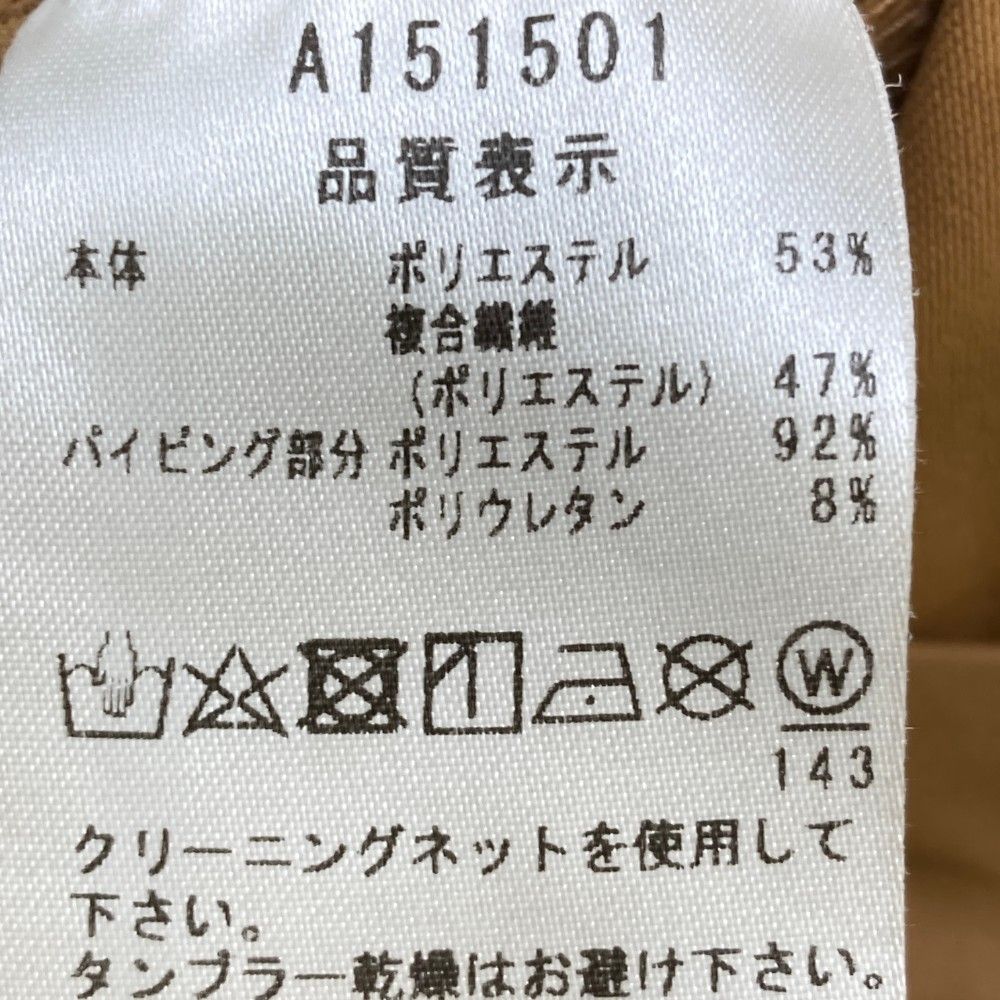 A151501
品質表示
本体 ポリエステル 53%
複合繊維
(ポリエステル) 47%
パイピング部分 ポリエステル 92%
ポリウレタン 8%
W
143
クリーニングネットを使用して
下さい。
タンブラー乾燥はお避け下さい。